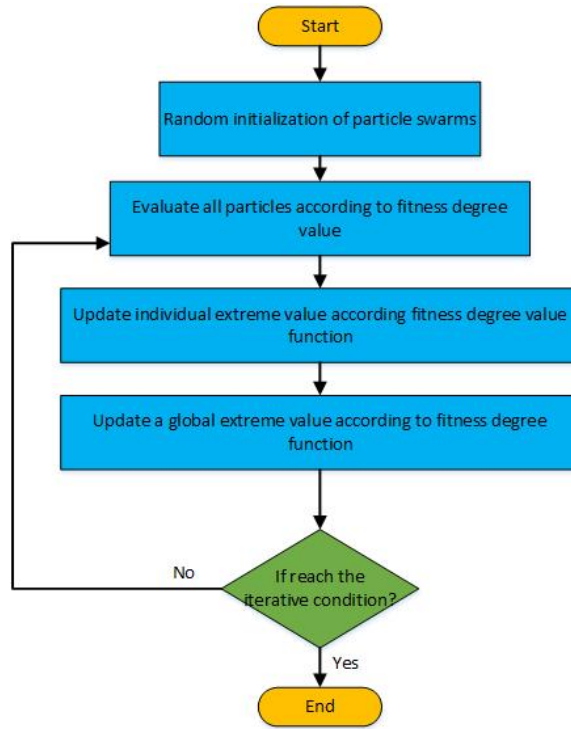 Start
Random initialization of particle swarms
Evaluate all particles according to fitness degree
value
Update individual extreme value according fitness degree value
function
Update a global extreme value according to fitness degree
function
If reach the
iterative condition?
No
Yes
End